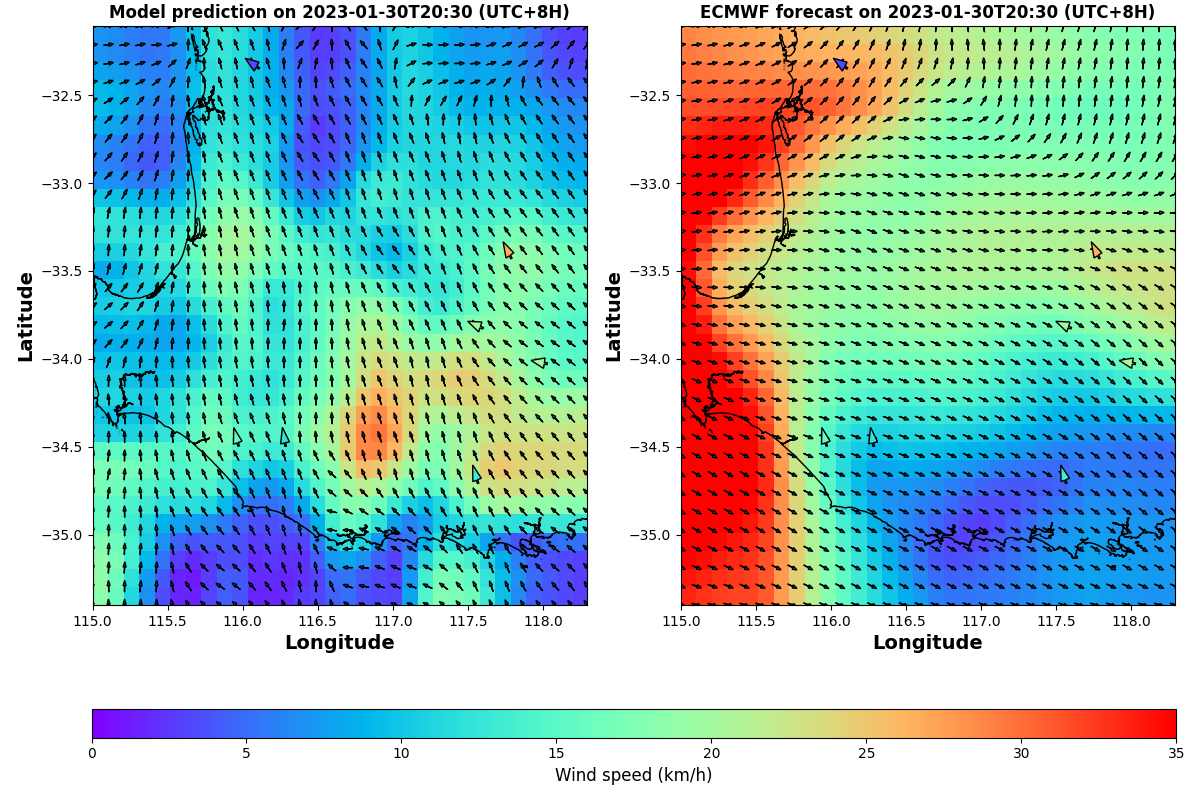 Model prediction on 2023-01-30T20:30 (UTC+8H)
ECMWF forecast on 2023-01-30T20:30 (UTC+8H)
Latitude
−32.5
−33.0
−33.5
−34.0
−34.5
−35.0
115.0 115.5 116.0 116.5 117.0 117.5 118.0
Longitude
Latitude
−32.5
−33.0
−33.5
−34.0
−34.5
−35.0
115.0 115.5 116.0 116.5 117.0 117.5 118.0
Longitude
0 5 10 15 20 25 30 35
Wind speed (km/h)